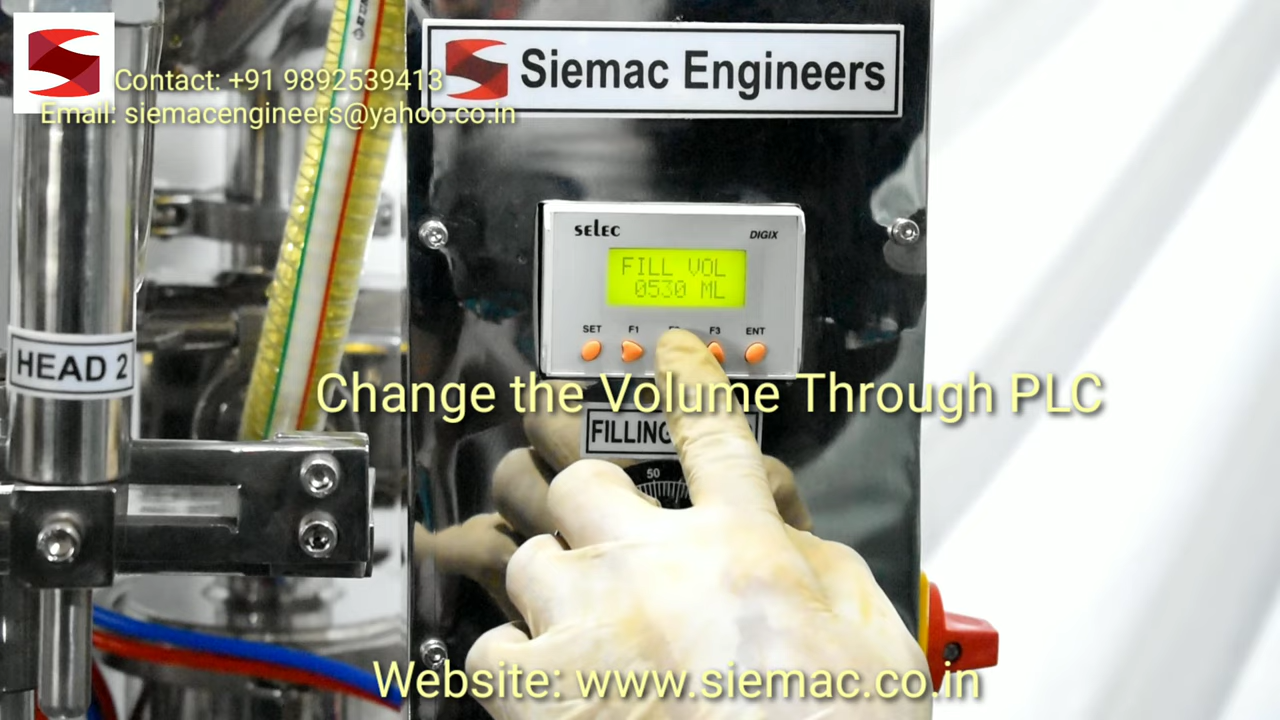 Siemac Engineers
Contact: +91 9892539413
Email: siemacengineers@yahoo.co.in
selec
DIGIX
FILL VOL
0530 ML
SET F1 F3 ENT
HEAD 2
Change the Volume Through PLC
FILLING
50
Website: www.siemac.co.in